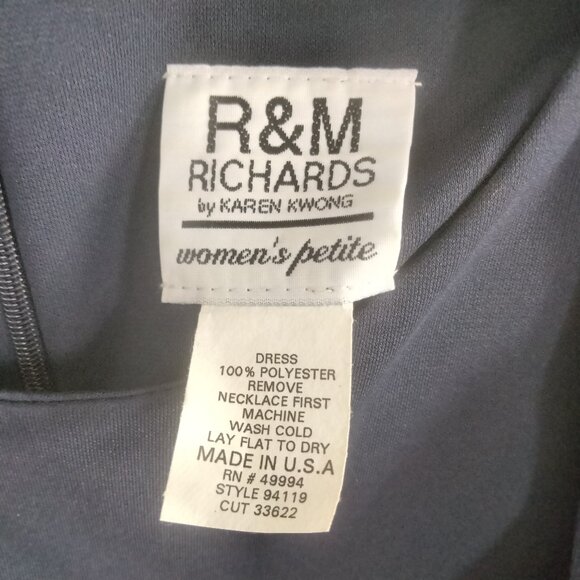 R&M
RICHARDS
by KAREN KWONG
women's petite
DRESS
100% POLYESTER
REMOVE
NECKLACE FIRST
MACHINE
WASH COLD
LAY FLAT TO DRY
MADE IN U.S.A
RN # 49994
STYLE 94119
CUT 33622